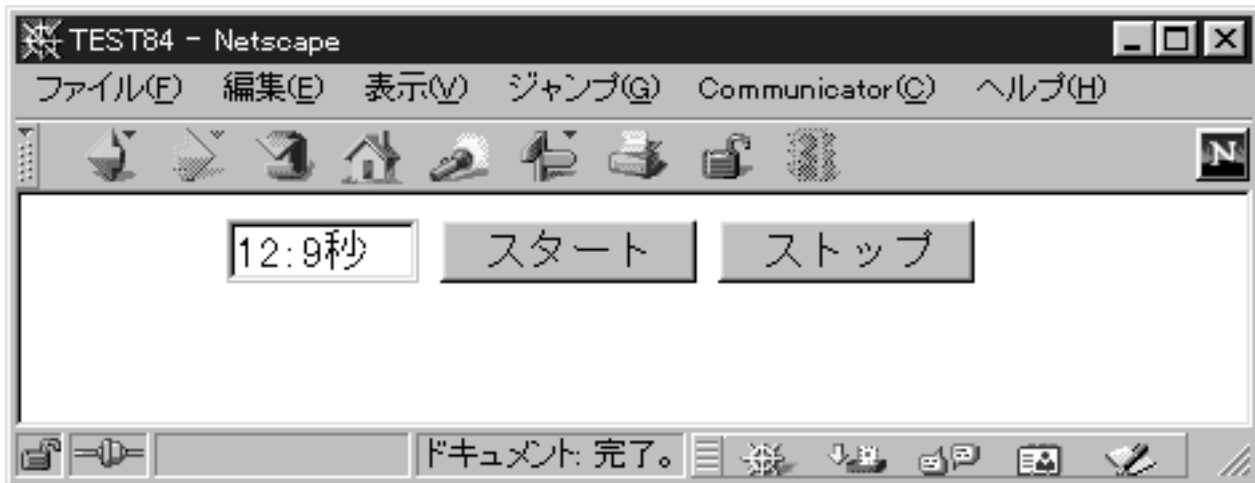 TEST84 - Netscape
ファイル(F) 編集(E) 表示(V) ジャンプ(G) Communicator(C) ヘルプ(H)
N
12:9秒 スタート ストップ
ドキュメント: 完了。